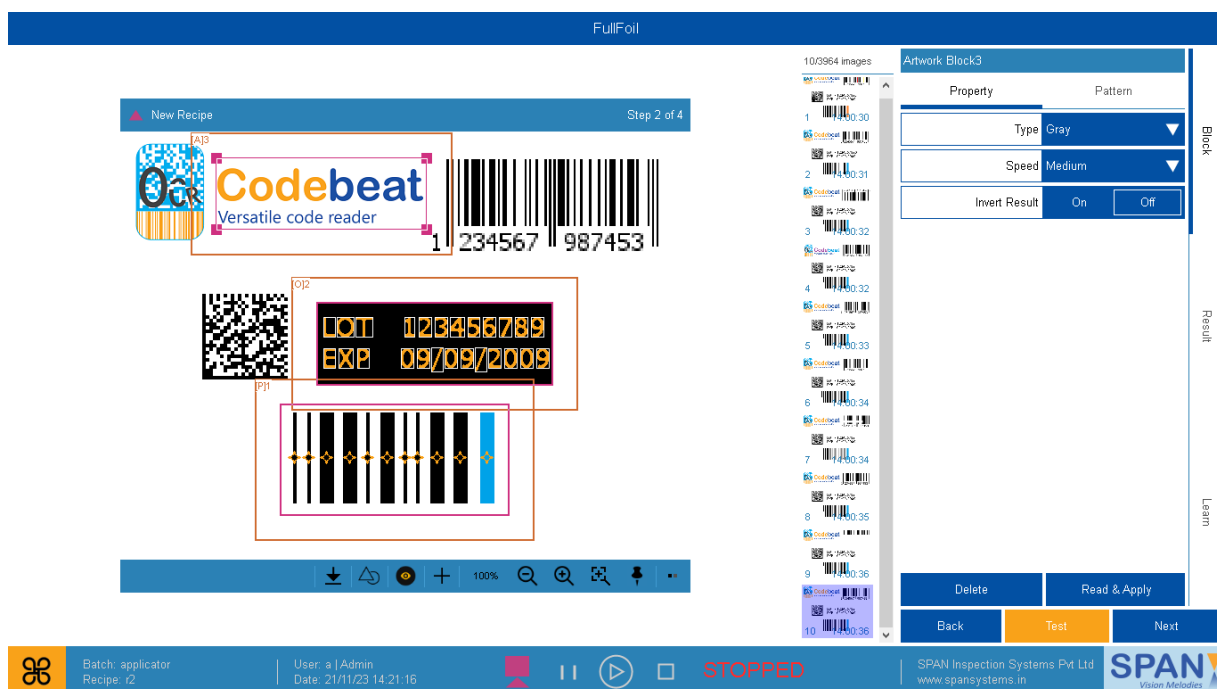 FullFoil
New Recipe
Step 2 of 4
[A]3
OCR
Codebeat
Versatile code reader
1 234567 987453
[O]2
LOT 123456789
EXP 09/09/2009
[P]1
100%
10/3964 images
1 14:00:30
2 14:00:31
3 14:00:32
4 14:00:32
5 14:00:33
6 14:00:34
7 14:00:34
8 14:00:35
9 14:00:36
10 14:00:36
Artwork Block3
Property Pattern
Type Gray
Speed Medium
Invert Result On Off
Delete Read & Apply
Back Test Next
Block
Result
Learn
Batch: applicator
Recipe: r2
User: a | Admin
Date: 21/11/23 14:21:16
STOPPED
SPAN Inspection Systems Pvt Ltd
www.spansystems.in
SPAN
Vision Melodies